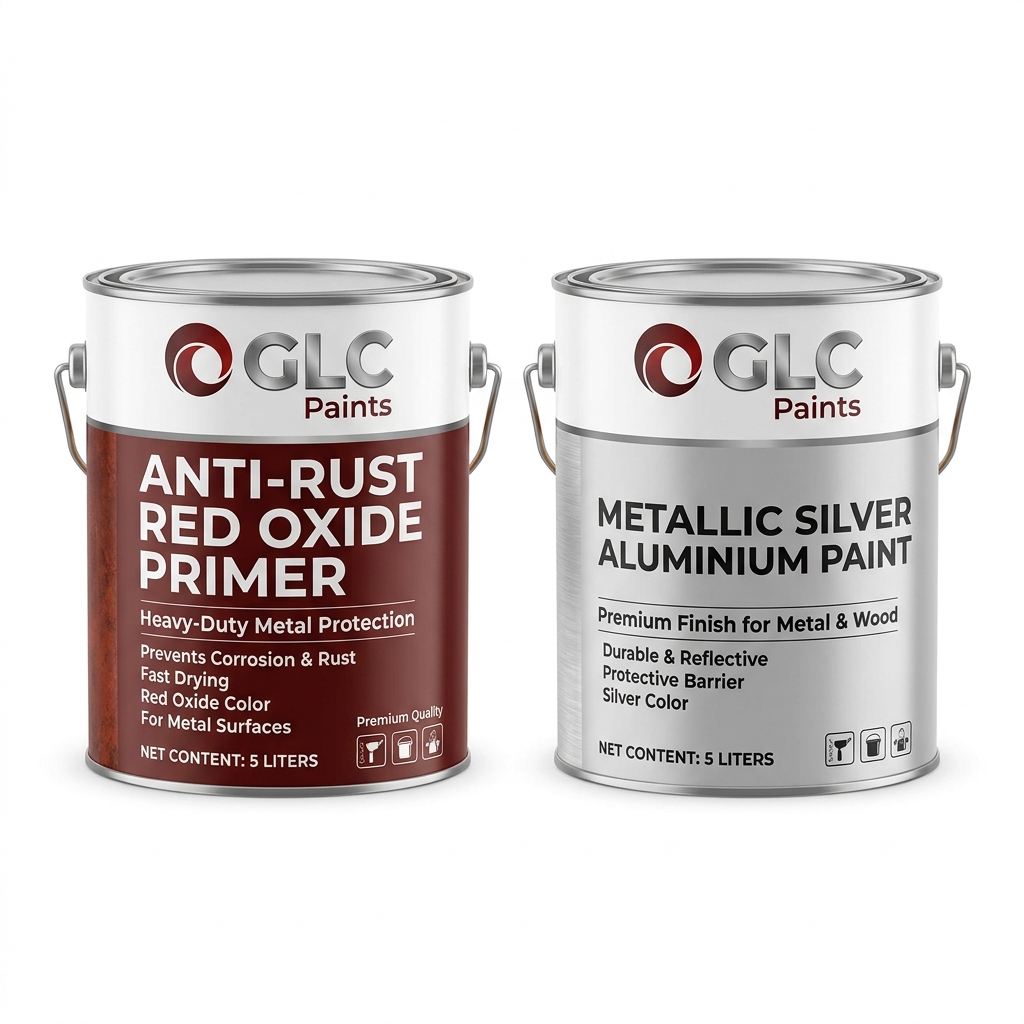 GLC
Paints
ANTI-RUST
RED OXIDE
PRIMER
Heavy-Duty Metal Protection
Prevents Corrosion & Rust
Fast Drying
Red Oxide Color
For Metal Surfaces
Premium Quality
NET CONTENT: 5 LITERS
GLC
Paints
METALLIC SILVER
ALUMINIUM PAINT
Premium Finish for Metal & Wood
Durable & Reflective
Protective Barrier
Silver Color
NET CONTENT: 5 LITERS